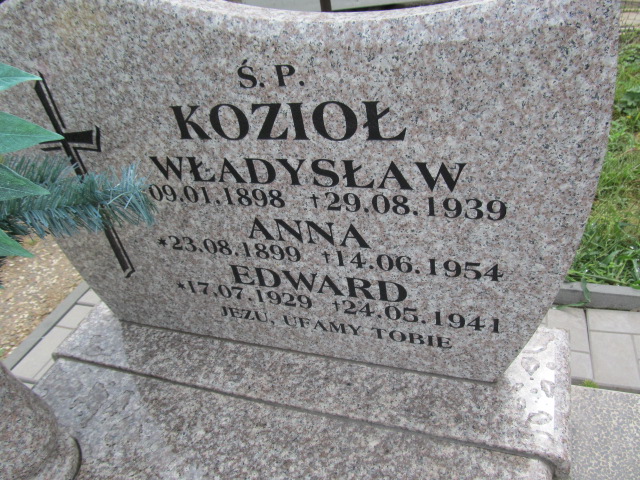 Ś. P.
KOZIOŁ
WŁADYSŁAW
09.01.1898 †29.08.1939
ANNA
*23.08.1899 †14.06.1954
EDWARD
*17.07.1929 †24.05.1941
JEZU, UFAMY TOBIE